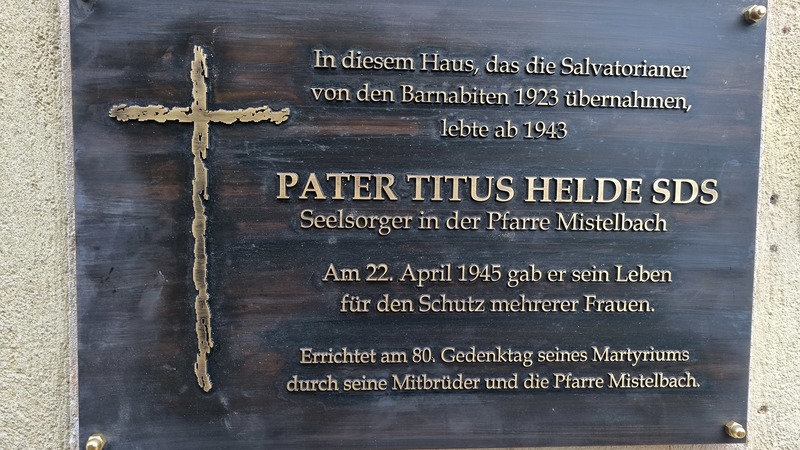 In diesem Haus, das die Salvatorianer
von den Barnabiten 1923 übernahmen,
lebte ab 1943
PATER TITUS HELDE SDS
Seelsorger in der Pfarre Mistelbach
Am 22. April 1945 gab er sein Leben
für den Schutz mehrerer Frauen.
Errichtet am 80. Gedenktag seines Martyriums
durch seine Mitbrüder und die Pfarre Mistelbach.